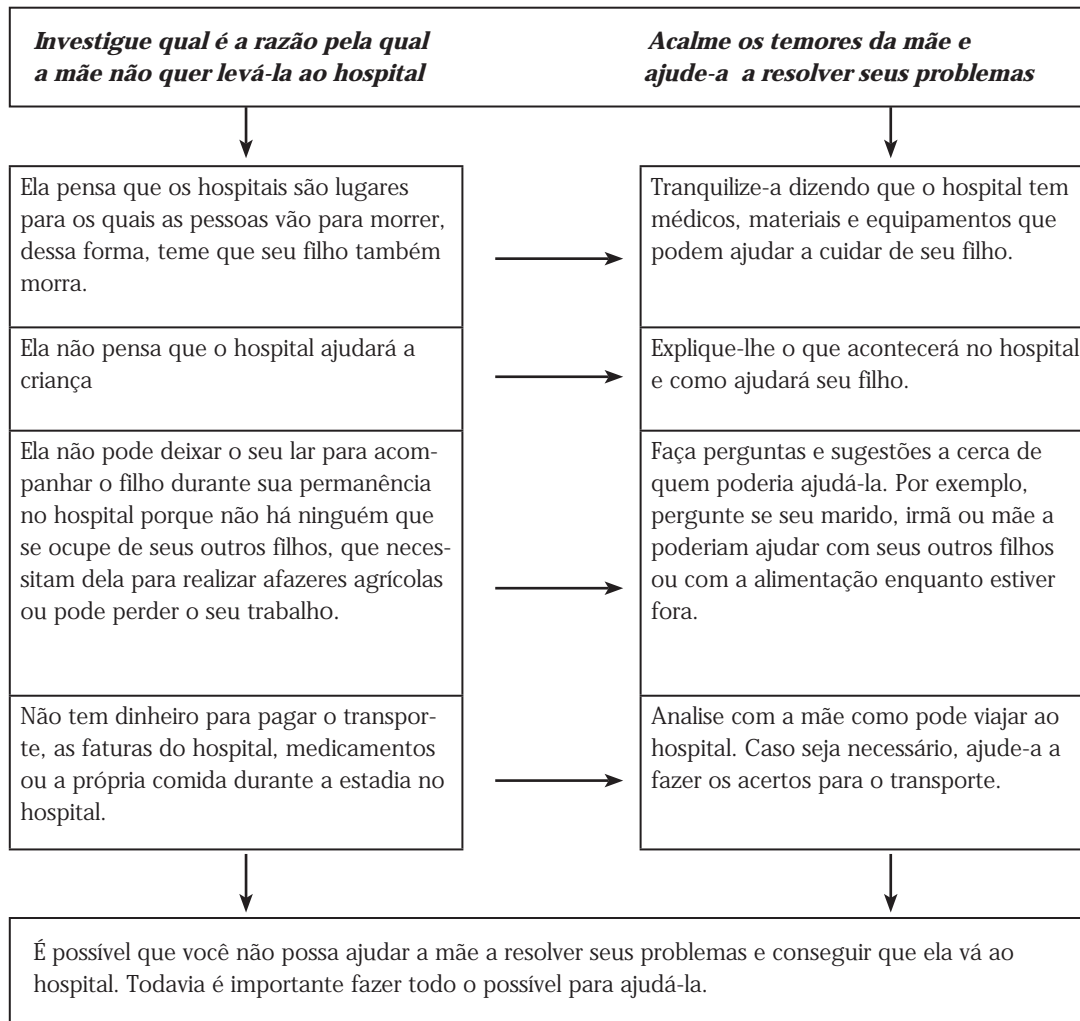 Investigue qual é a razão pela qual
a mãe não quer levá-la ao hospital
Acalme os temores da mãe e
ajude-a a resolver seus problemas
Ela pensa que os hospitais são lugares
para os quais as pessoas vão para morrer,
dessa forma, teme que seu filho também
morra.
Tranquilize-a dizendo que o hospital tem
médicos, materiais e equipamentos que
podem ajudar a cuidar de seu filho.
Ela não pensa que o hospital ajudará a
criança
Explique-lhe o que acontecerá no hospital
e como ajudará seu filho.
Ela não pode deixar o seu lar para acom-
panhar o filho durante sua permanência
no hospital porque não há ninguém que
se ocupe de seus outros filhos, que neces-
sitam dela para realizar afazeres agrícolas
ou pode perder o seu trabalho.
Faça perguntas e sugestões a cerca de
quem poderia ajudá-la. Por exemplo,
pergunte se seu marido, irmã ou mãe a
poderiam ajudar com seus outros filhos
ou com a alimentação enquanto estiver
fora.
Não tem dinheiro para pagar o transpor-
te, as faturas do hospital, medicamentos
ou a própria comida durante a estadia no
hospital.
Analise com a mãe como pode viajar ao
hospital. Caso seja necessário, ajude-a a
fazer os acertos para o transporte.
É possível que você não possa ajudar a mãe a resolver seus problemas e conseguir que ela vá ao
hospital. Todavia é importante fazer todo o possível para ajudá-la.